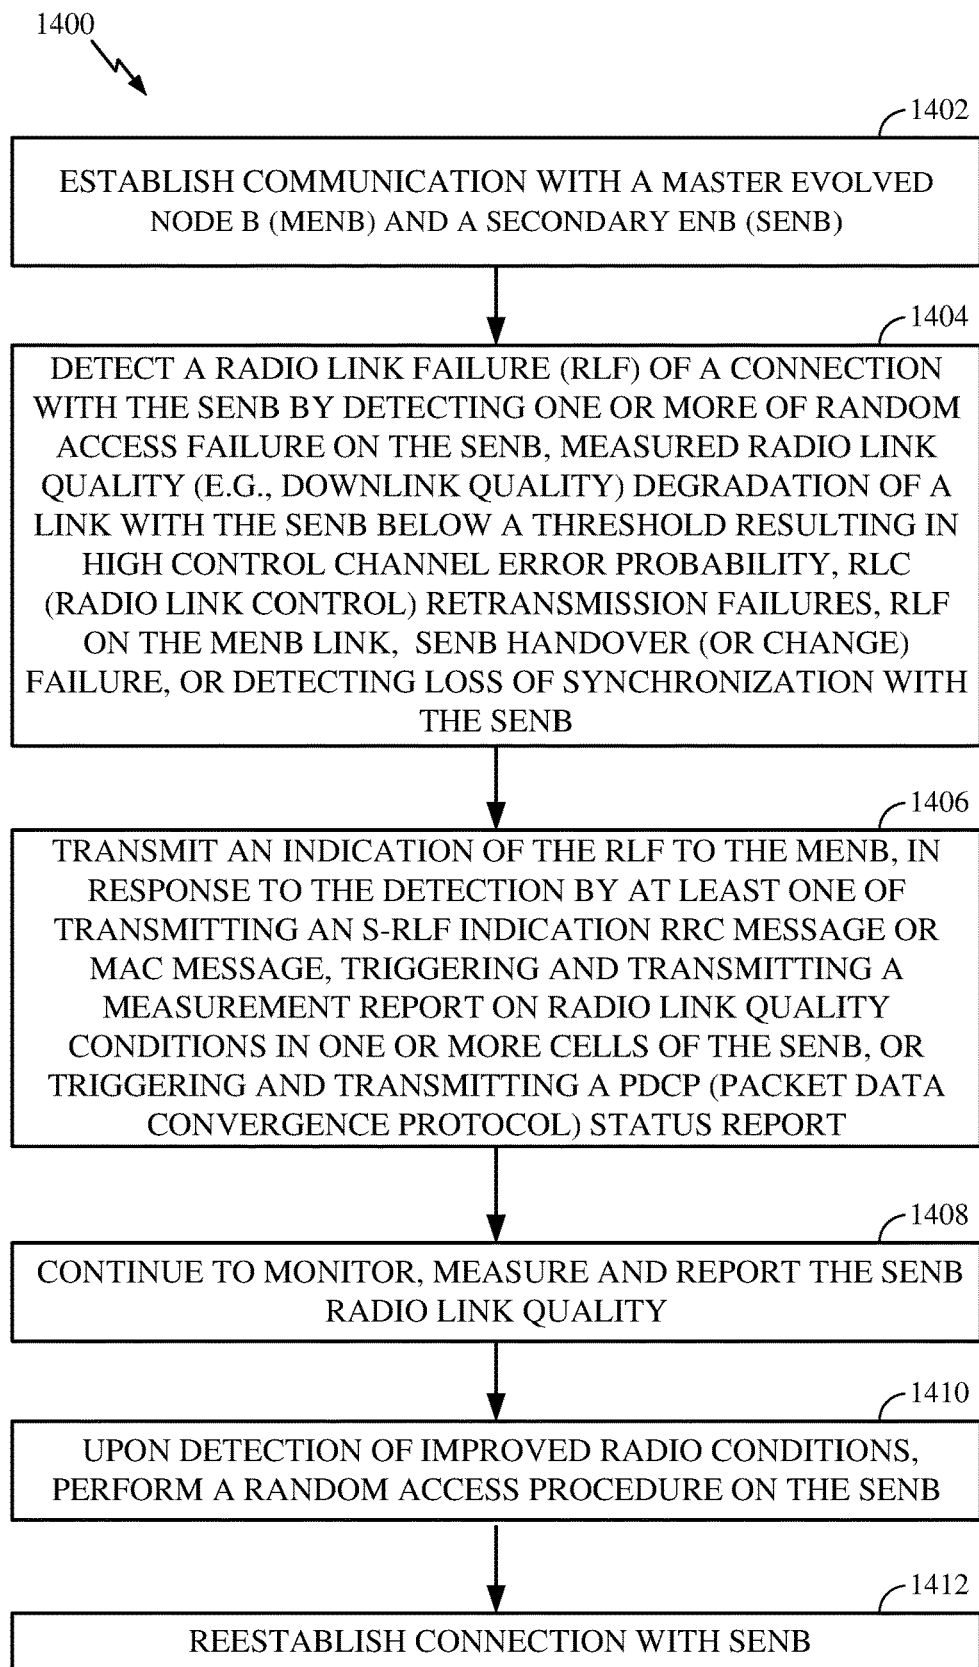 1400
1402
ESTABLISH COMMUNICATION WITH A MASTER EVOLVED
NODE B (MENB) AND A SECONDARY ENB (SENB)
1404
DETECT A RADIO LINK FAILURE (RLF) OF A CONNECTION
WITH THE SENB BY DETECTING ONE OR MORE OF RANDOM
ACCESS FAILURE ON THE SENB, MEASURED RADIO LINK
QUALITY (E.G., DOWNLINK QUALITY) DEGRADATION OF A
LINK WITH THE SENB BELOW A THRESHOLD RESULTING IN
HIGH CONTROL CHANNEL ERROR PROBABILITY, RLC
(RADIO LINK CONTROL) RETRANSMISSION FAILURES, RLF
ON THE MENB LINK, SENB HANDOVER (OR CHANGE)
FAILURE, OR DETECTING LOSS OF SYNCHRONIZATION WITH
THE SENB
1406
TRANSMIT AN INDICATION OF THE RLF TO THE MENB, IN
RESPONSE TO THE DETECTION BY AT LEAST ONE OF
TRANSMITTING AN S-RLF INDICATION RRC MESSAGE OR
MAC MESSAGE, TRIGGERING AND TRANSMITTING A
MEASUREMENT REPORT ON RADIO LINK QUALITY
CONDITIONS IN ONE OR MORE CELLS OF THE SENB, OR
TRIGGERING AND TRANSMITTING A PDCP (PACKET DATA
CONVERGENCE PROTOCOL) STATUS REPORT
1408
CONTINUE TO MONITOR, MEASURE AND REPORT THE SENB
RADIO LINK QUALITY
1410
UPON DETECTION OF IMPROVED RADIO CONDITIONS,
PERFORM A RANDOM ACCESS PROCEDURE ON THE SENB
1412
REESTABLISH CONNECTION WITH SENB